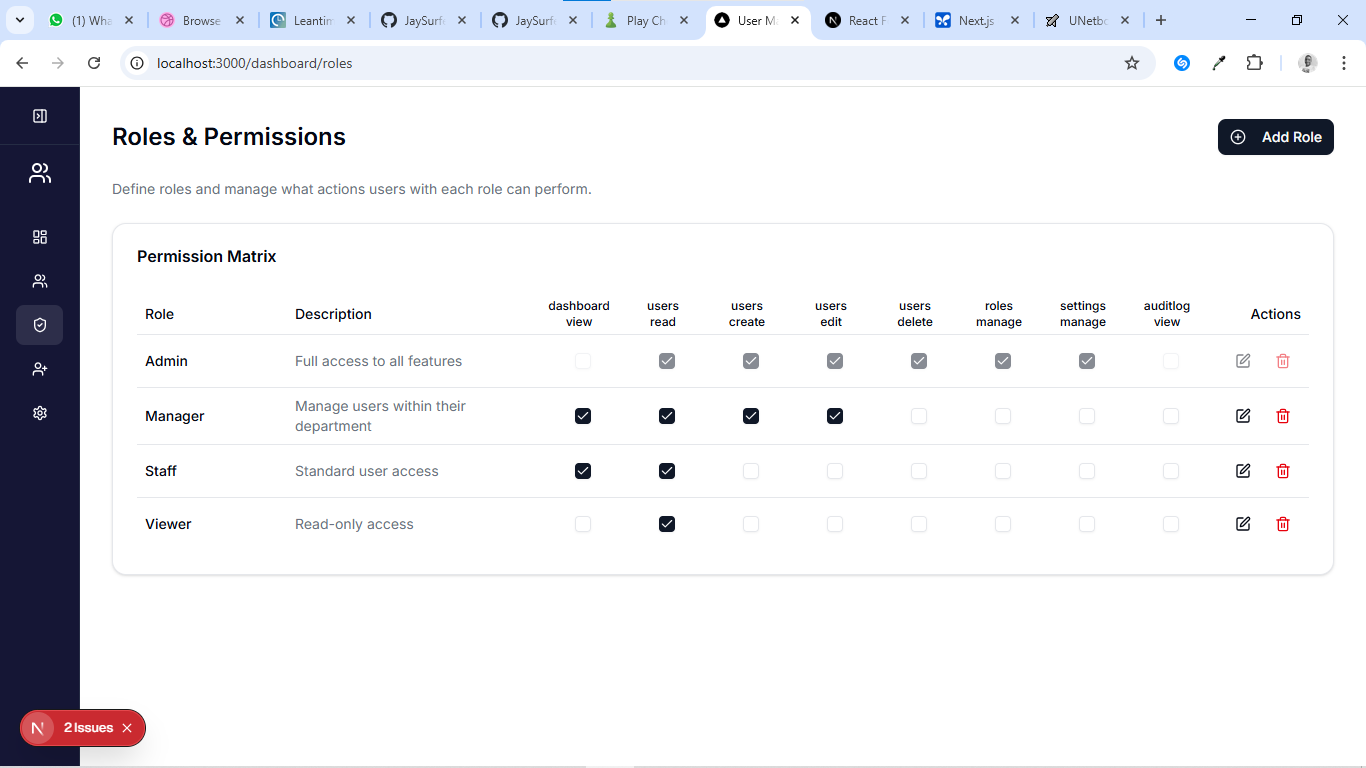 (1) Wha
Browse
Leantim
JaySurf
JaySurf
Play Ch
User Ma
React F
Next.js
UNetbo
localhost:3000/dashboard/roles
Roles & Permissions
Add Role
Define roles and manage what actions users with each role can perform.
Permission Matrix
Role Description dashboard view users read users create users edit users delete roles manage settings manage auditlog view Actions
Admin Full access to all features
Manager Manage users within their department
Staff Standard user access
Viewer Read-only access
N 2 Issues